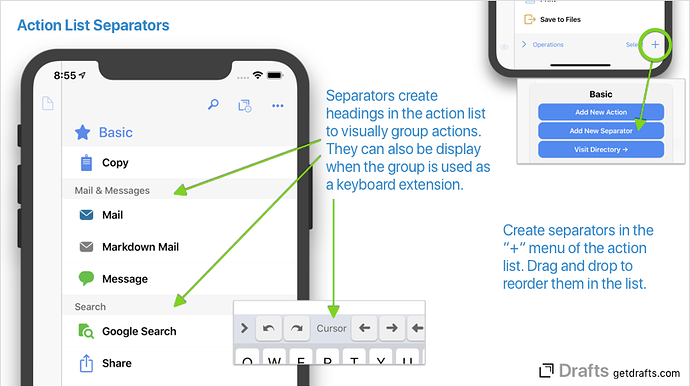 Action List Separators
8:55
Basic
Copy
Mail & Messages
Mail
Markdown Mail
Message
Search
Google Search
Share
Separators create
headings in the action list
to visually group actions.
They can also be display
when the group is used as
a keyboard extension.
Cursor
Q W E R T Y U
Save to Files
Operations
+
Basic
Add New Action
Add New Separator
Visit Directory →
Create separators in the
“+“ menu of the action
list. Drag and drop to
reorder them in the list.
Drafts getdrafts.com